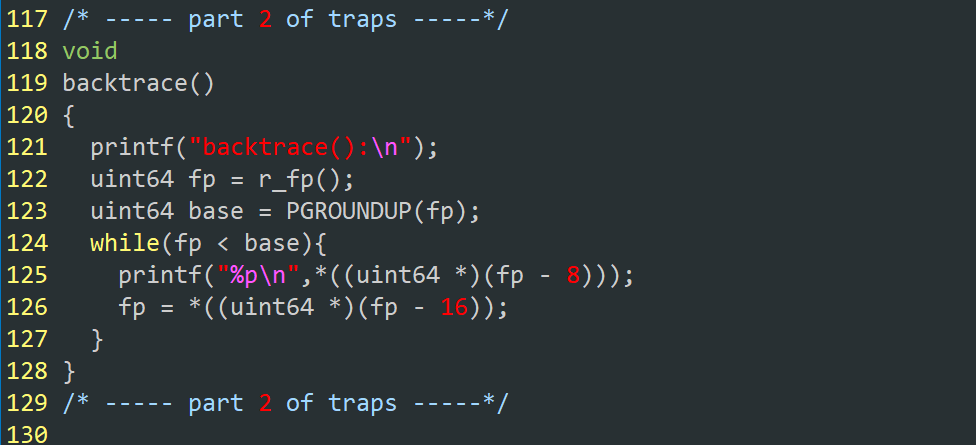 117 /* ----- part 2 of traps -----*/
118 void
119 backtrace()
120 {
121   printf("backtrace():\n");
122   uint64 fp = r_fp();
123   uint64 base = PGROUNDUP(fp);
124   while(fp < base){
125     printf("%p\n",*((uint64 *)(fp - 8)));
126     fp = *((uint64 *)(fp - 16));
127   }
128 }
129 /* ----- part 2 of traps -----*/
130